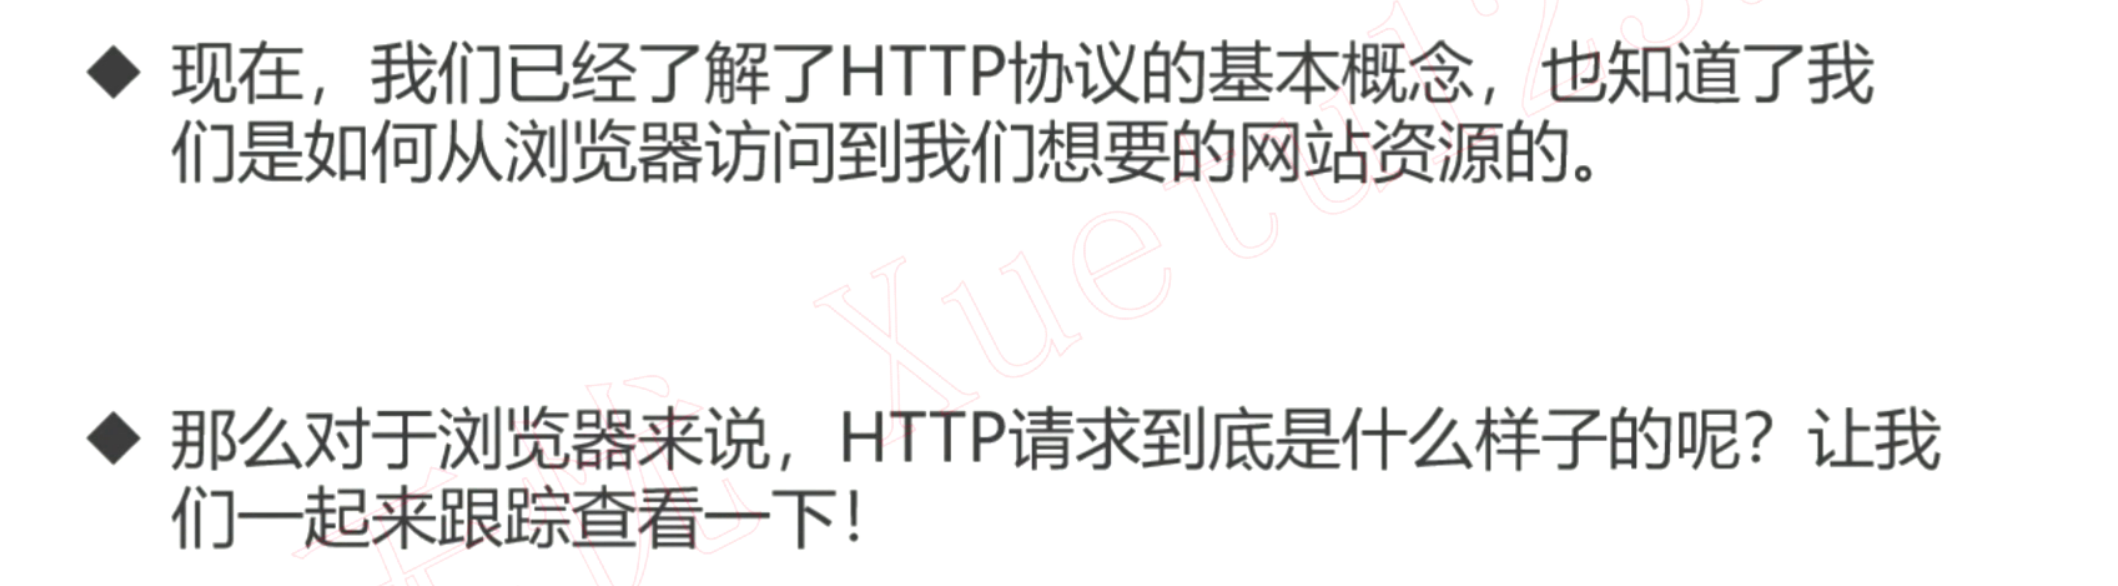 ◆ 现在，我们已经了解了HTTP协议的基本概念，也知道了我
们是如何从浏览器访问到我们想要的网站资源的。
◆ 那么对于浏览器来说，HTTP请求到底是什么样子的呢？让我
们一起来跟踪查看一下！
Xuetu123